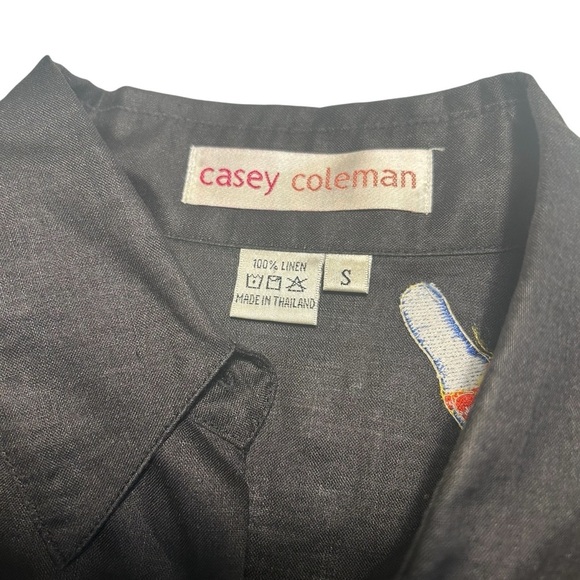 casey coleman
100% LINEN
S
MADE IN THAILAND